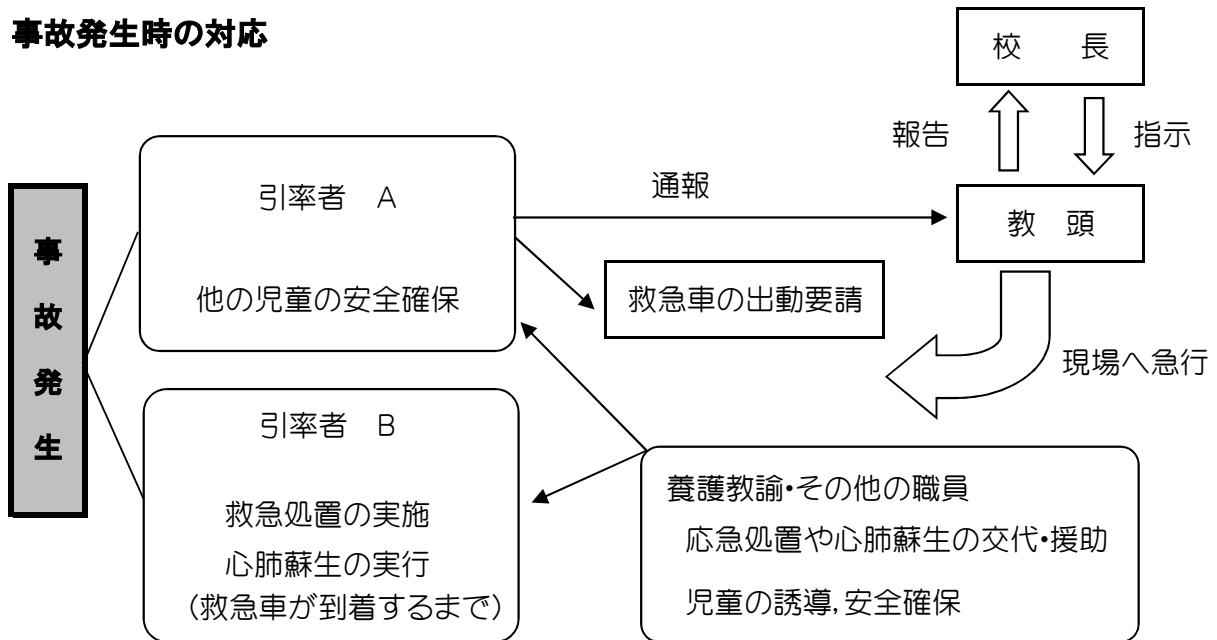 事故発生時の対応
校　　長
報告
指示
教　頭
通報
引率者　A
他の児童の安全確保
事故発生
救急車の出動要請
現場へ急行
引率者　B
救急処置の実施
心肺蘇生の実行
(救急車が到着するまで)
養護教諭・その他の職員
応急処置や心肺蘇生の交代・援助
児童の誘導,安全確保